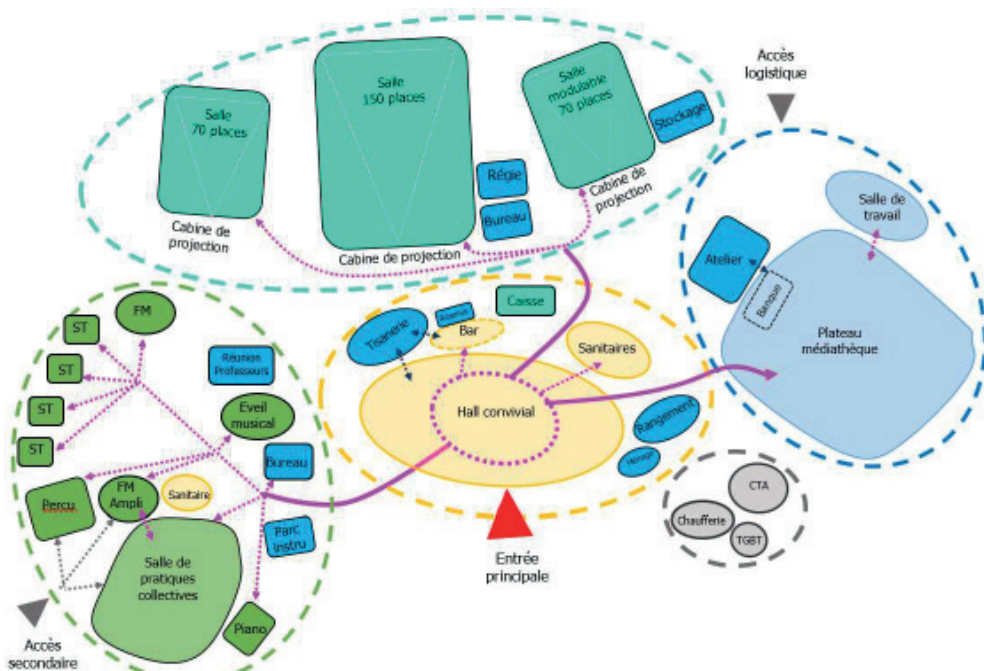 Salle
70 places
Cabine de
projection
Salle
150 places
Cabine de projection
Régie
Bureau
Salle
modulable
70 places
Cabine de
projection
Stockage
Accès
logistique
Salle de
travail
Atelier
Banque
Plateau
médiathèque
Caisse
Tisanerie
Réserve
Bar
Sanitaires
Hall convivial
Rangement
Ménage
Entrée
principale
CTA
Chaufferie
TGBT
FM
ST
ST
ST
ST
Réunion
Professeurs
Eveil
musical
Bureau
Percu
FM
Ampli
Sanitaire
Parc
instru
Salle de
pratiques
collectives
Piano
Accès
secondaire